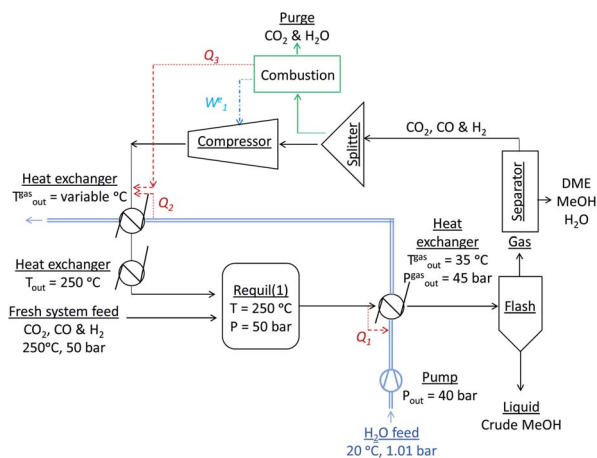 Purge
CO₂ & H₂O
Q₃
Combustion
Wᵉ₁
Compressor
Splitter
CO₂, CO & H₂
Heat exchanger
Tᵍᵃˢₒᵤₜ = variable °C
Q₂
Separator
DME
MeOH
H₂O
Gas
Heat
exchanger
Tᵍᵃˢₒᵤₜ = 35 °C
Pᵍᵃˢₒᵤₜ = 45 bar
Heat exchanger
Tₒᵤₜ = 250 °C
Requil(1)
T = 250 °C
P = 50 bar
Flash
Fresh system feed
CO₂, CO & H₂
250°C, 50 bar
Q₁
Pump
Pₒᵤₜ = 40 bar
Liquid
Crude MeOH
H₂O feed
20 °C, 1.01 bar